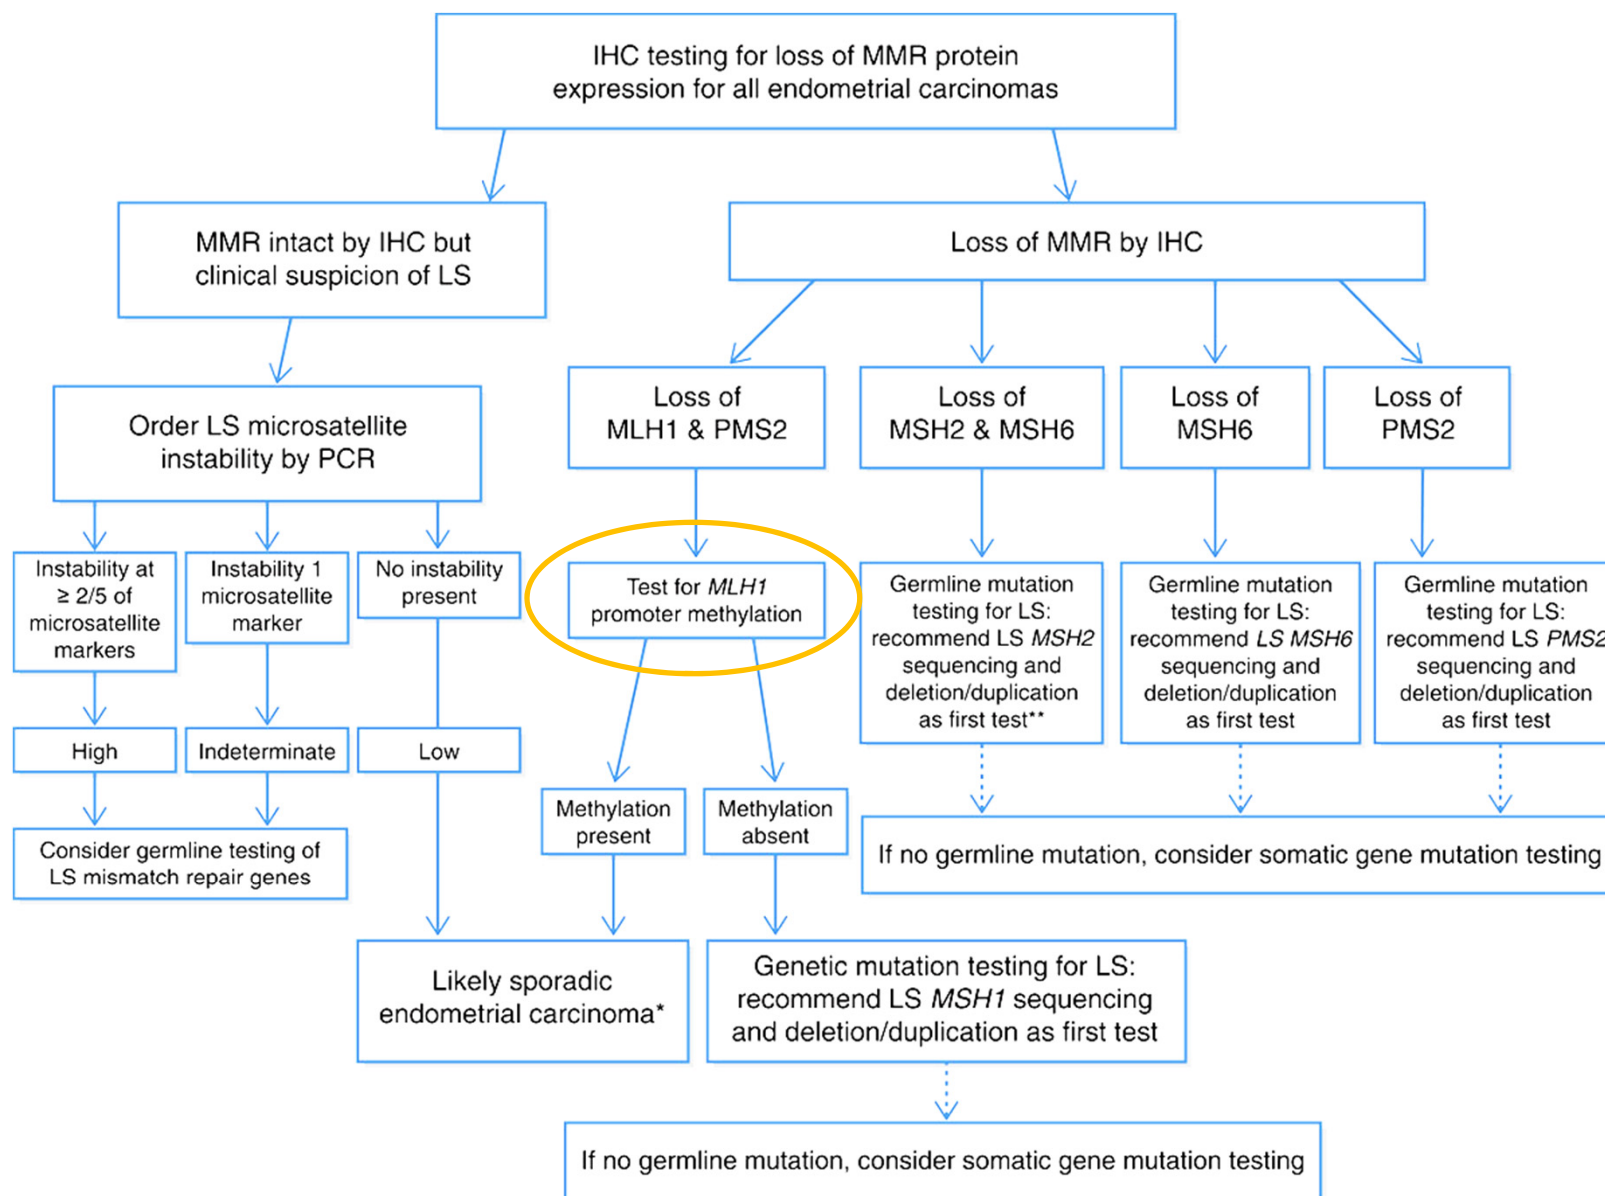 IHC testing for loss of MMR protein
expression for all endometrial carcinomas
MMR intact by IHC but
clinical suspicion of LS
Loss of MMR by IHC
Order LS microsatellite
instability by PCR
Loss of
MLH1 & PMS2
Loss of
MSH2 & MSH6
Loss of
MSH6
Loss of
PMS2
Instability at
≥ 2/5 of
microsatellite
markers
Instability 1
microsatellite
marker
No instability
present
Test for MLH1
promoter methylation
Germline mutation
testing for LS:
recommend LS MSH2
sequencing and
deletion/duplication
as first test**
Germline mutation
testing for LS:
recommend LS MSH6
sequencing and
deletion/duplication
as first test
Germline mutation
testing for LS:
recommend LS PMS2
sequencing and
deletion/duplication
as first test
High
Indeterminate
Low
Methylation
present
Methylation
absent
Consider germline testing of
LS mismatch repair genes
If no germline mutation, consider somatic gene mutation testing
Likely sporadic
endometrial carcinoma*
Genetic mutation testing for LS:
recommend LS MSH1 sequencing
and deletion/duplication as first test
If no germline mutation, consider somatic gene mutation testing